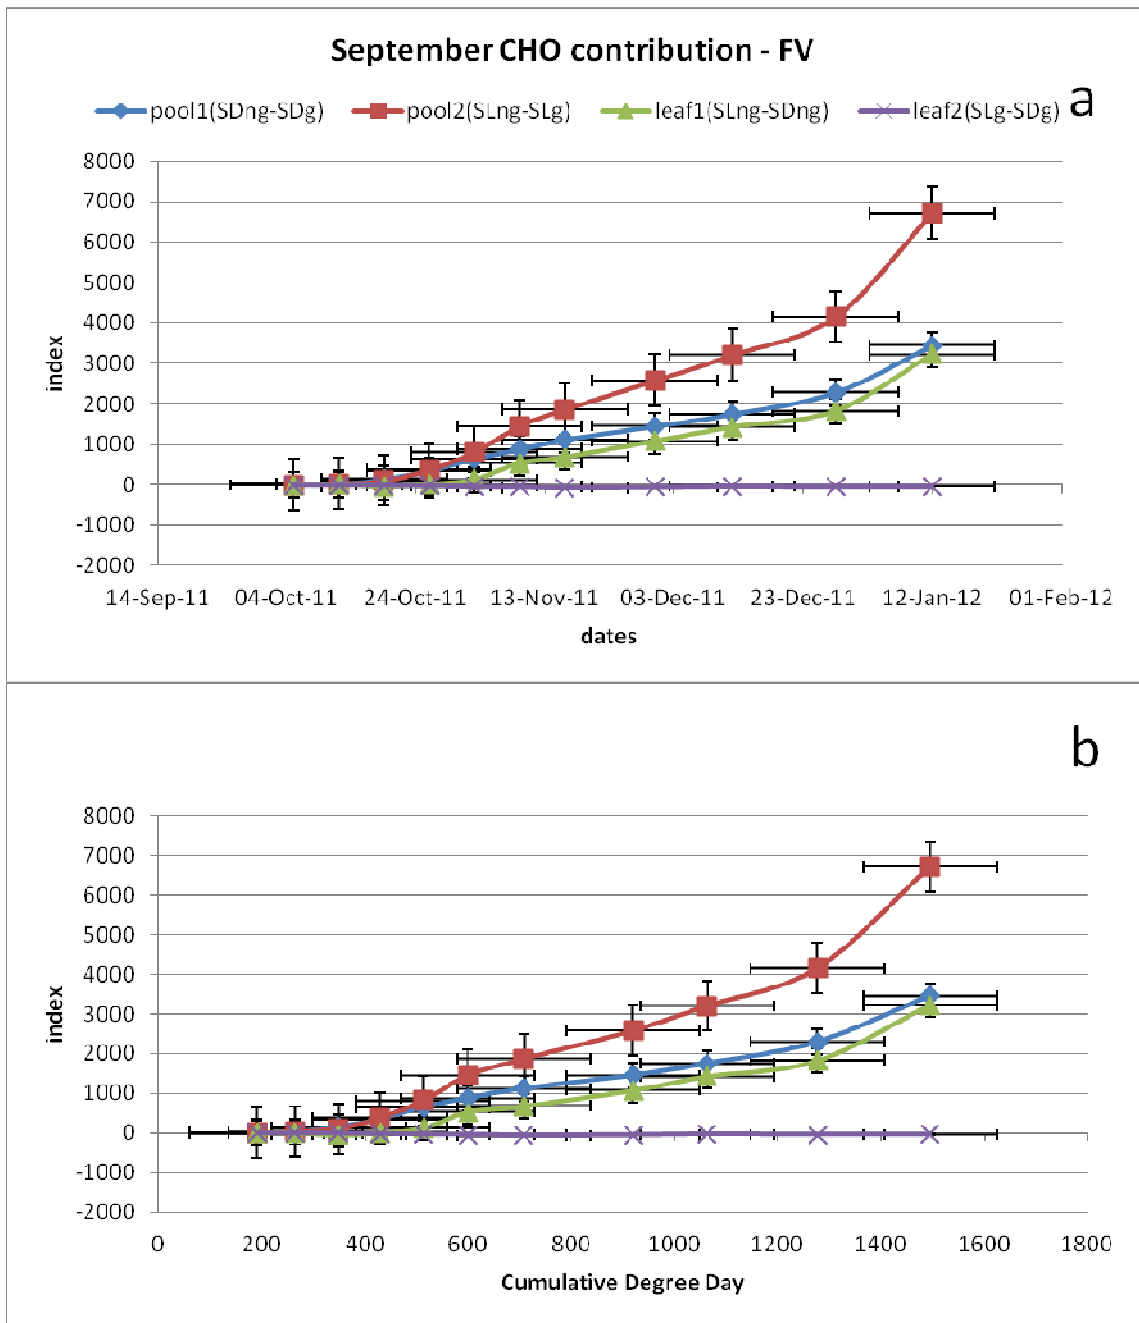 September CHO contribution - FV
pool1(SDng-SDg) pool2(SLng-SLg) leaf1(SLng-SDng) leaf2(SLg-SDg) a
8000
7000
6000
5000
4000
3000
2000
1000
0
-1000
-2000
index
14-Sep-11 04-Oct-11 24-Oct-11 13-Nov-11 03-Dec-11 23-Dec-11 12-Jan-12 01-Feb-12
dates
b
8000
7000
6000
5000
4000
3000
2000
1000
0
-1000
-2000
index
0 200 400 600 800 1000 1200 1400 1600 1800
Cumulative Degree Day